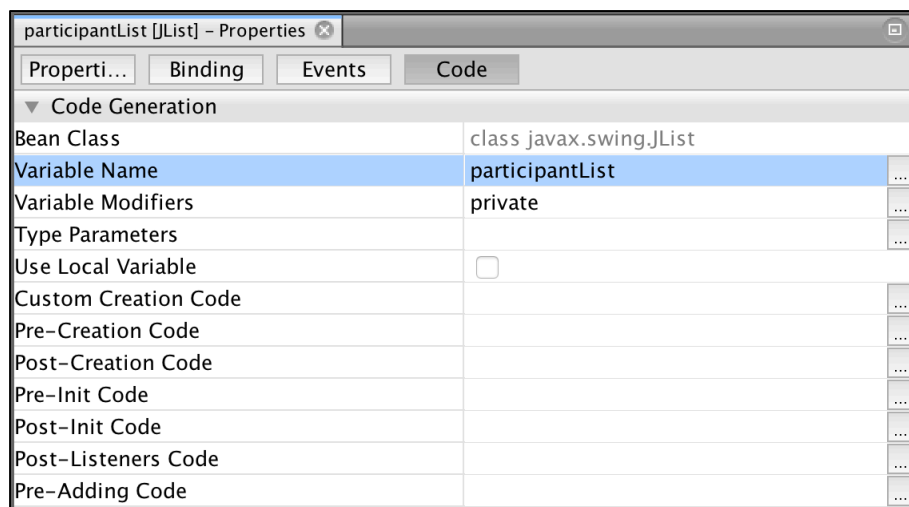 participantList [JList] – Properties
Properti... Binding Events Code
Code Generation
Bean Class class javax.swing.JList
Variable Name participantList ...
Variable Modifiers private ...
Type Parameters ...
Use Local Variable
Custom Creation Code ...
Pre-Creation Code ...
Post-Creation Code ...
Pre-Init Code ...
Post-Init Code ...
Post-Listeners Code ...
Pre-Adding Code ...